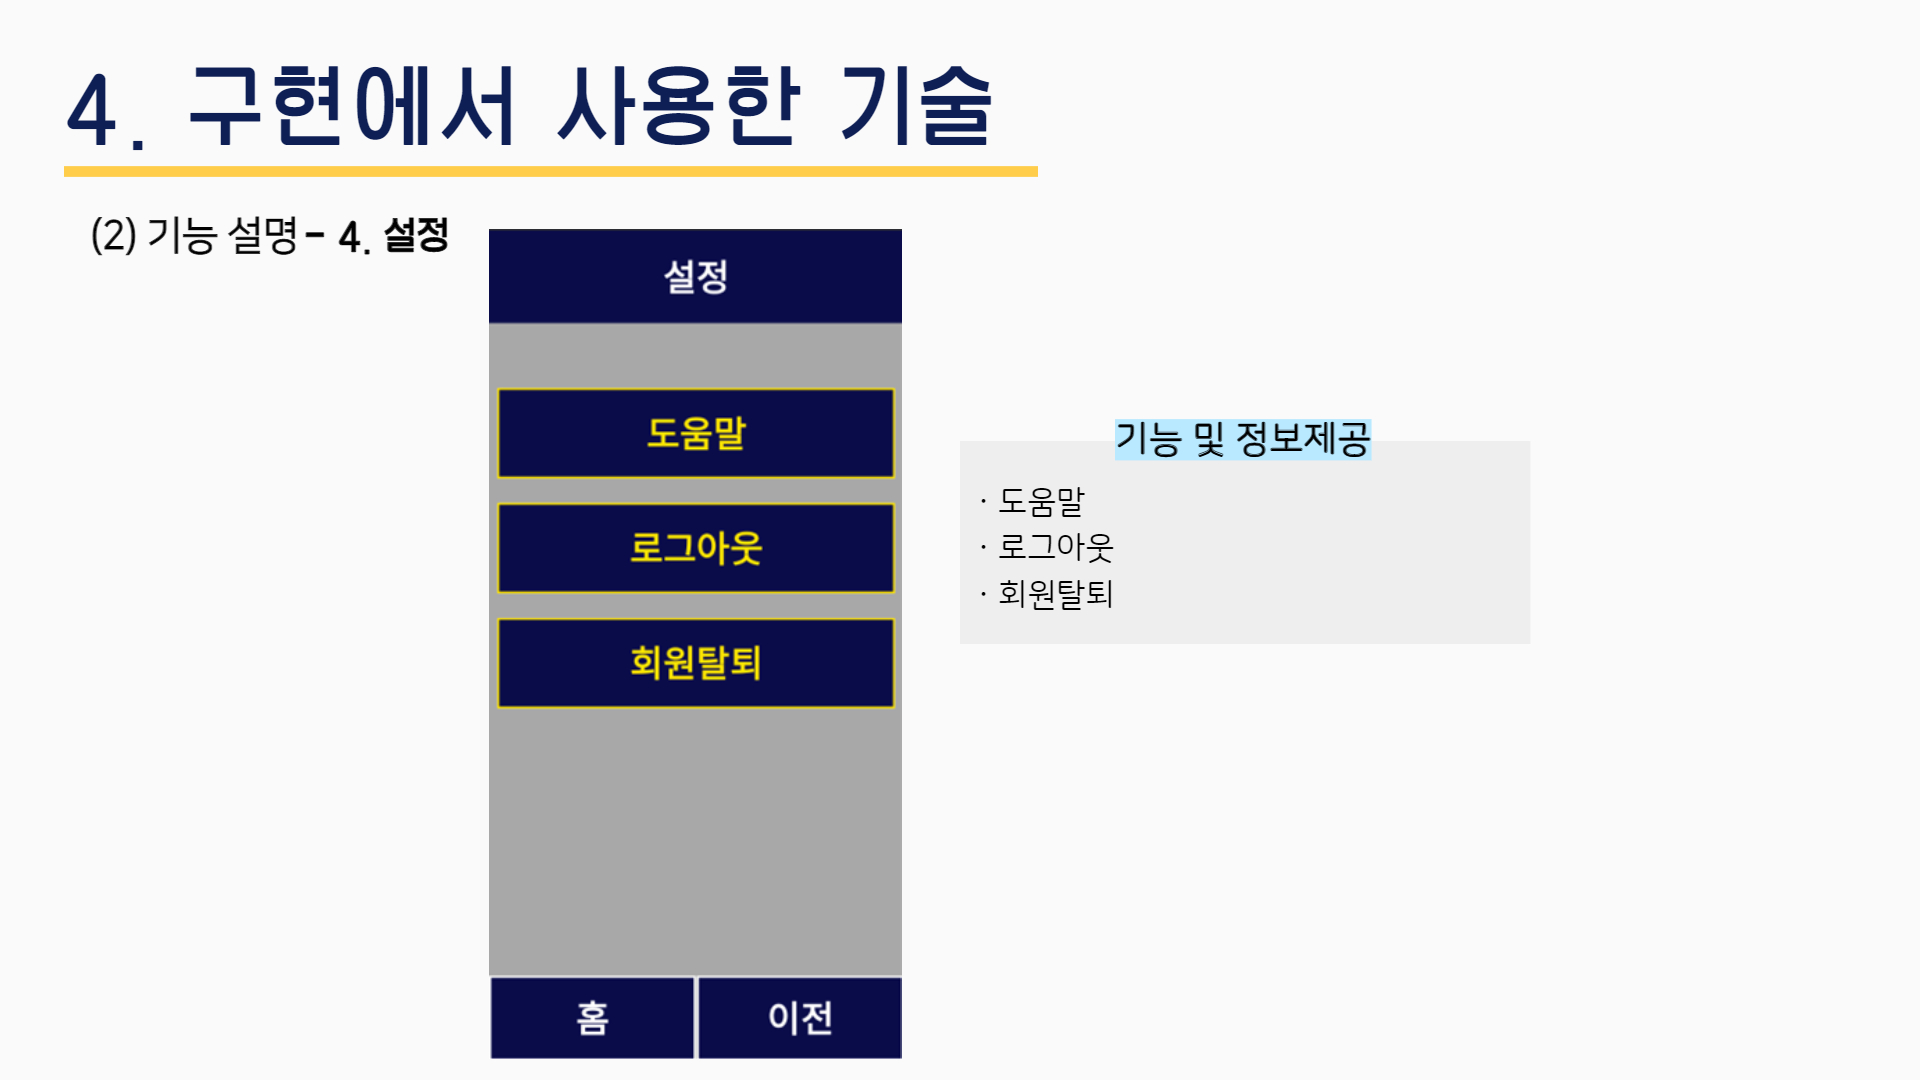 4. 구현에서 사용한 기술
(2) 기능 설명 - 4. 설정
설정
도움말
로그아웃
회원탈퇴
홈 이전
기능 및 정보제공
· 도움말
· 로그아웃
· 회원탈퇴